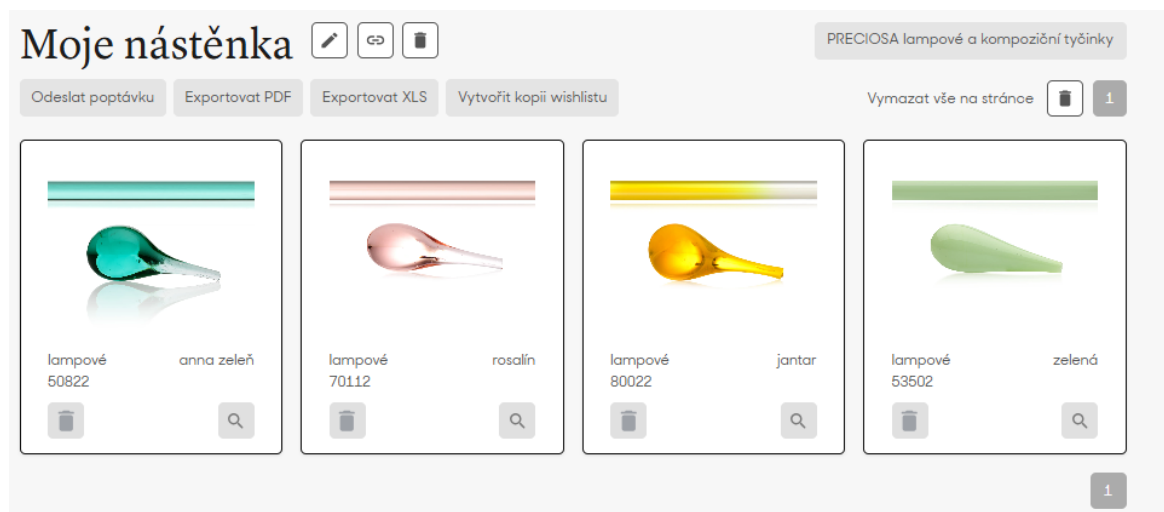 Moje nástěnka
PRECIOSA lampové a kompoziční tyčinky
Odeslat poptávku Exportovat PDF Exportovat XLS Vytvořit kopii wishlistu Vymazat vše na stránce 1
lampové anna zeleň
50822
lampové rosalín
70112
lampové jantar
80022
lampové zelená
53502
1